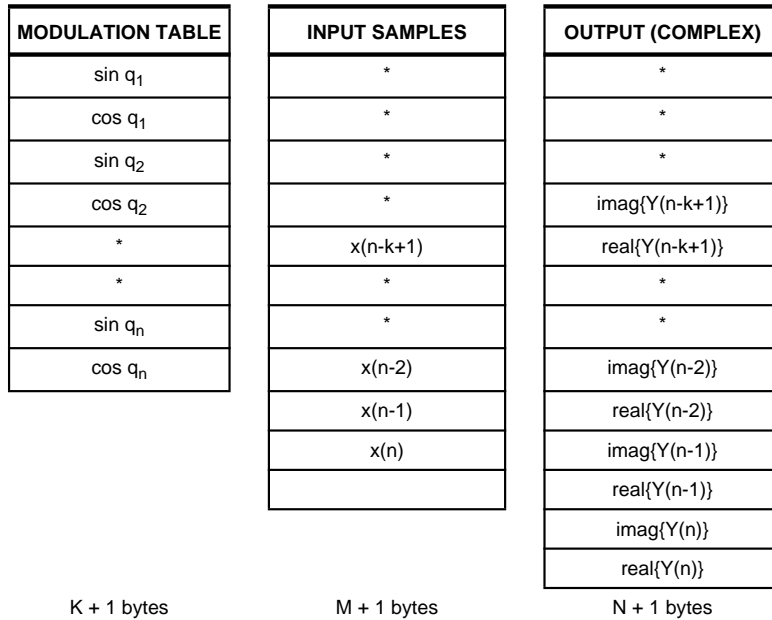 MODULATION TABLE
sin q1
cos q1
sin q2
cos q2
*
*
sin qn
cos qn
K + 1 bytes
INPUT SAMPLES
*
*
*
*
x(n-k+1)
*
*
x(n-2)
x(n-1)
x(n)
M + 1 bytes
OUTPUT (COMPLEX)
*
*
*
imag{Y(n-k+1)}
real{Y(n-k+1)}
*
*
imag{Y(n-2)}
real{Y(n-2)}
imag{Y(n-1)}
real{Y(n-1)}
imag{Y(n)}
real{Y(n)}
N + 1 bytes